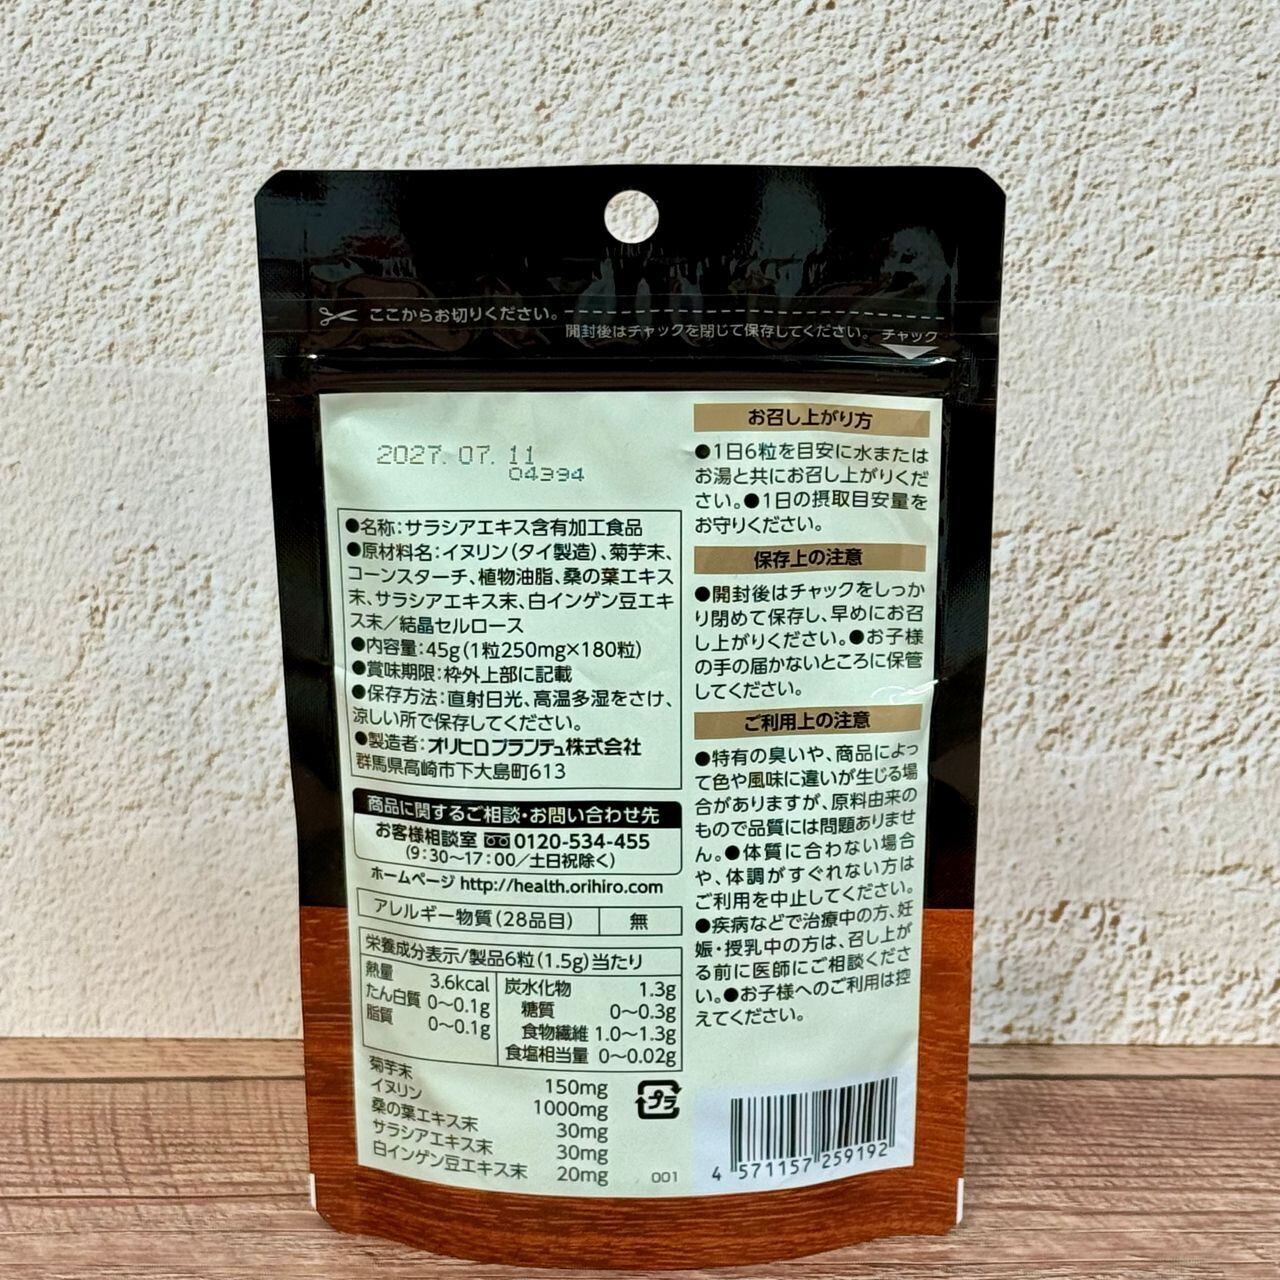 ここからお切りください。
開封後はチャックを閉じて保存してください。
チャック
2027.07.11
04394
●名称：サラシアエキス含有加工食品
●原材料名：イヌリン（タイ製造）、菊芋末、
コーンスターチ、植物油脂、桑の葉エキス
末、サラシアエキス末、白インゲン豆エキ
ス末／結晶セルロース
●内容量：45g(1粒250mg×180粒)
●賞味期限：枠外上部に記載
●保存方法：直射日光、高温多湿をさけ、
涼しい所で保存してください。
●製造者：オリヒロプランデュ株式会社
群馬県高崎市下大島町613
商品に関するご相談・お問い合わせ先
お客様相談室 0120-534-455
(9:30～17:00／土日祝除く)
ホームページ http://health.orihiro.com
アレルギー物質(28品目) 無
栄養成分表示/製品6粒(1.5g)当たり
熱量 3.6kcal
たん白質 0～0.1g
脂質 0～0.1g
炭水化物 1.3g
糖質 0～0.3g
食物繊維 1.0～1.3g
食塩相当量 0～0.02g
菊芋末 150mg
イヌリン 1000mg
桑の葉エキス末 30mg
サラシアエキス末 30mg
白インゲン豆エキス末 20mg
プラ
001
お召し上がり方
●1日6粒を目安に水または
お湯と共にお召し上がりくだ
さい。●1日の摂取目安量を
お守りください。
保存上の注意
●開封後はチャックをしっか
り閉めて保存し、早めにお召
し上がりください。●お子様
の手の届かないところに保管
してください。
ご利用上の注意
●特有の臭いや、商品によっ
て色や風味に違いが生じる場
合がありますが、原料由来の
もので品質には問題ありませ
ん。●体質に合わない場合
や、体調がすぐれない方は
ご利用を中止してください。
●疾病などで治療中の方、妊
娠・授乳中の方は、召し上が
る前に医師にご相談くださ
い。●お子様へのご利用は控
えてください。
4 571157 259192